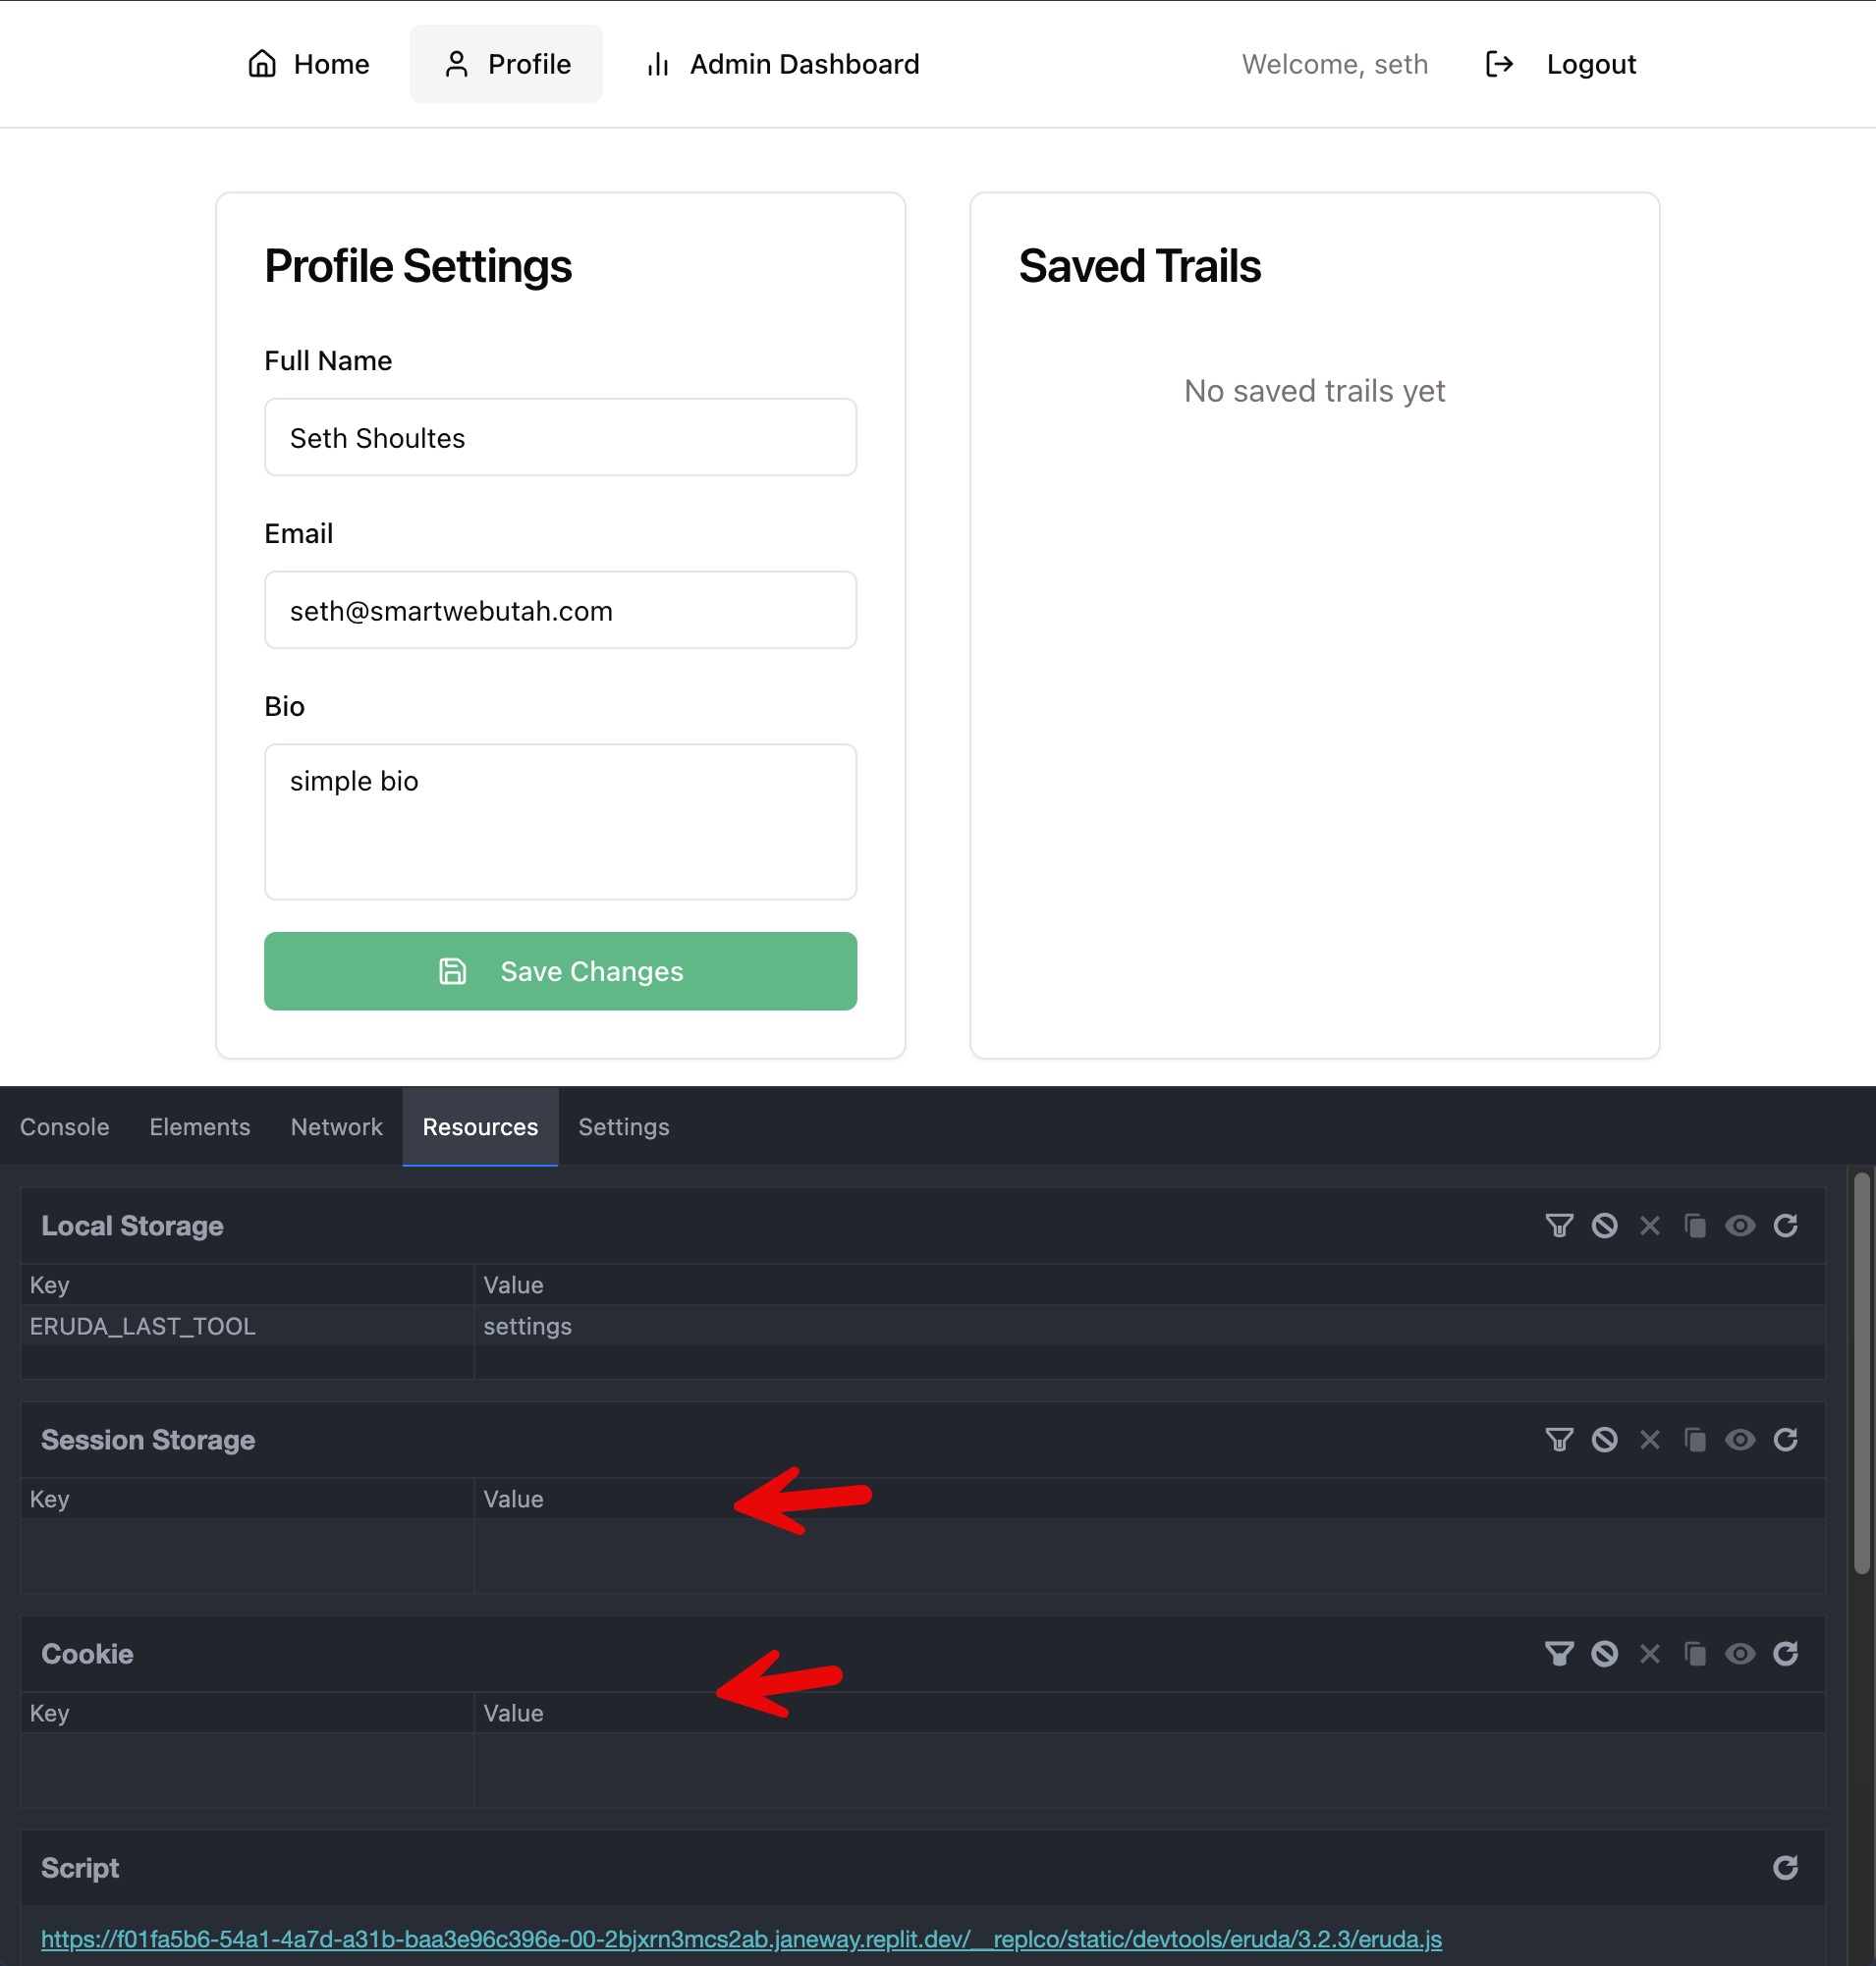 Home Profile Admin Dashboard Welcome, seth Logout
Profile Settings
Full Name
Seth Shoultes
Email
seth@smartwebutah.com
Bio
simple bio
Save Changes
Saved Trails
No saved trails yet
Console Elements Network Resources Settings
Local Storage
Key Value
ERUDA_LAST_TOOL settings
Session Storage
Key Value
Cookie
Key Value
Script
https://f01fa5b6-54a1-4a7d-a31b-baa3e96c396e-00-2bjxrn3mcs2ab.janeway.replit.dev/__replco/static/devtools/eruda/3.2.3/eruda.js